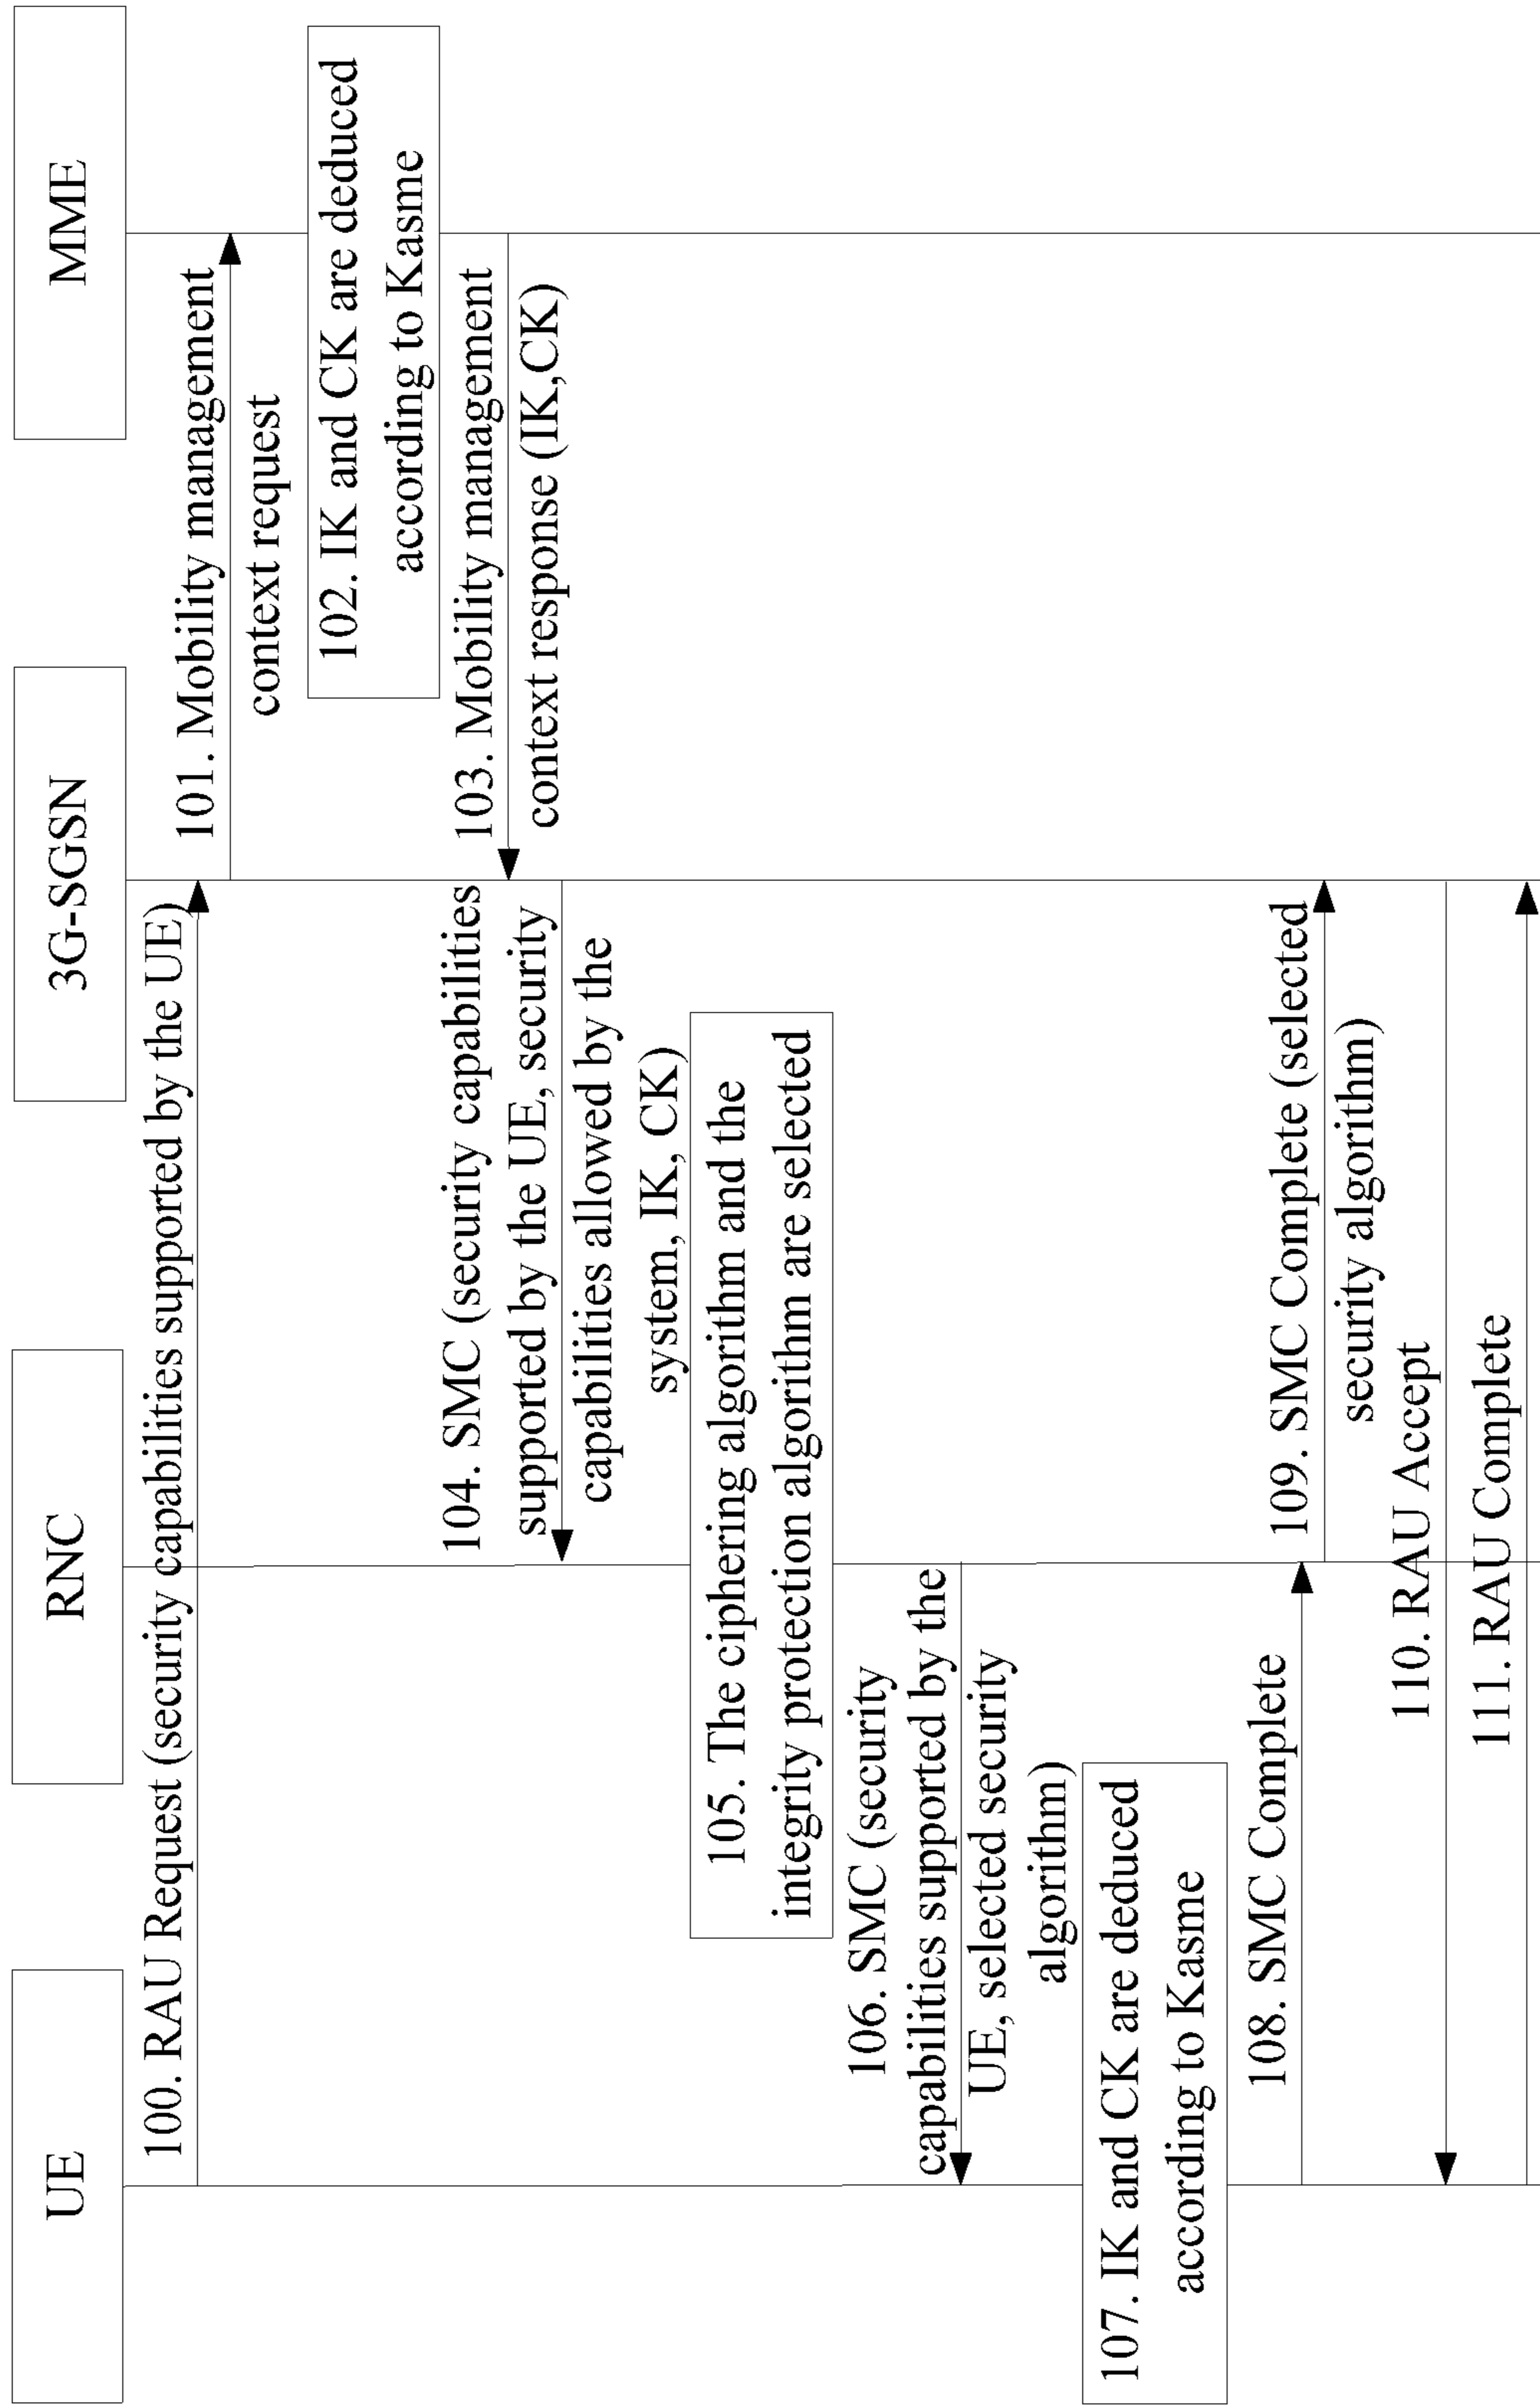 UE
RNC
3G-SGSN
MME
100. RAU Request (security capabilities supported by the UE)
101. Mobility management
context request
102. IK and CK are deduced
according to Kasme
103. Mobility management
context response (IK,CK)
104. SMC (security capabilities
supported by the UE, security
capabilities allowed by the
system, IK, CK)
105. The ciphering algorithm and the
integrity protection algorithm are selected
106. SMC (security
capabilities supported by the
UE, selected security
algorithm)
107. IK and CK are deduced
according to Kasme
108. SMC Complete
109. SMC Complete (selected
security algorithm)
110. RAU Accept
111. RAU Complete